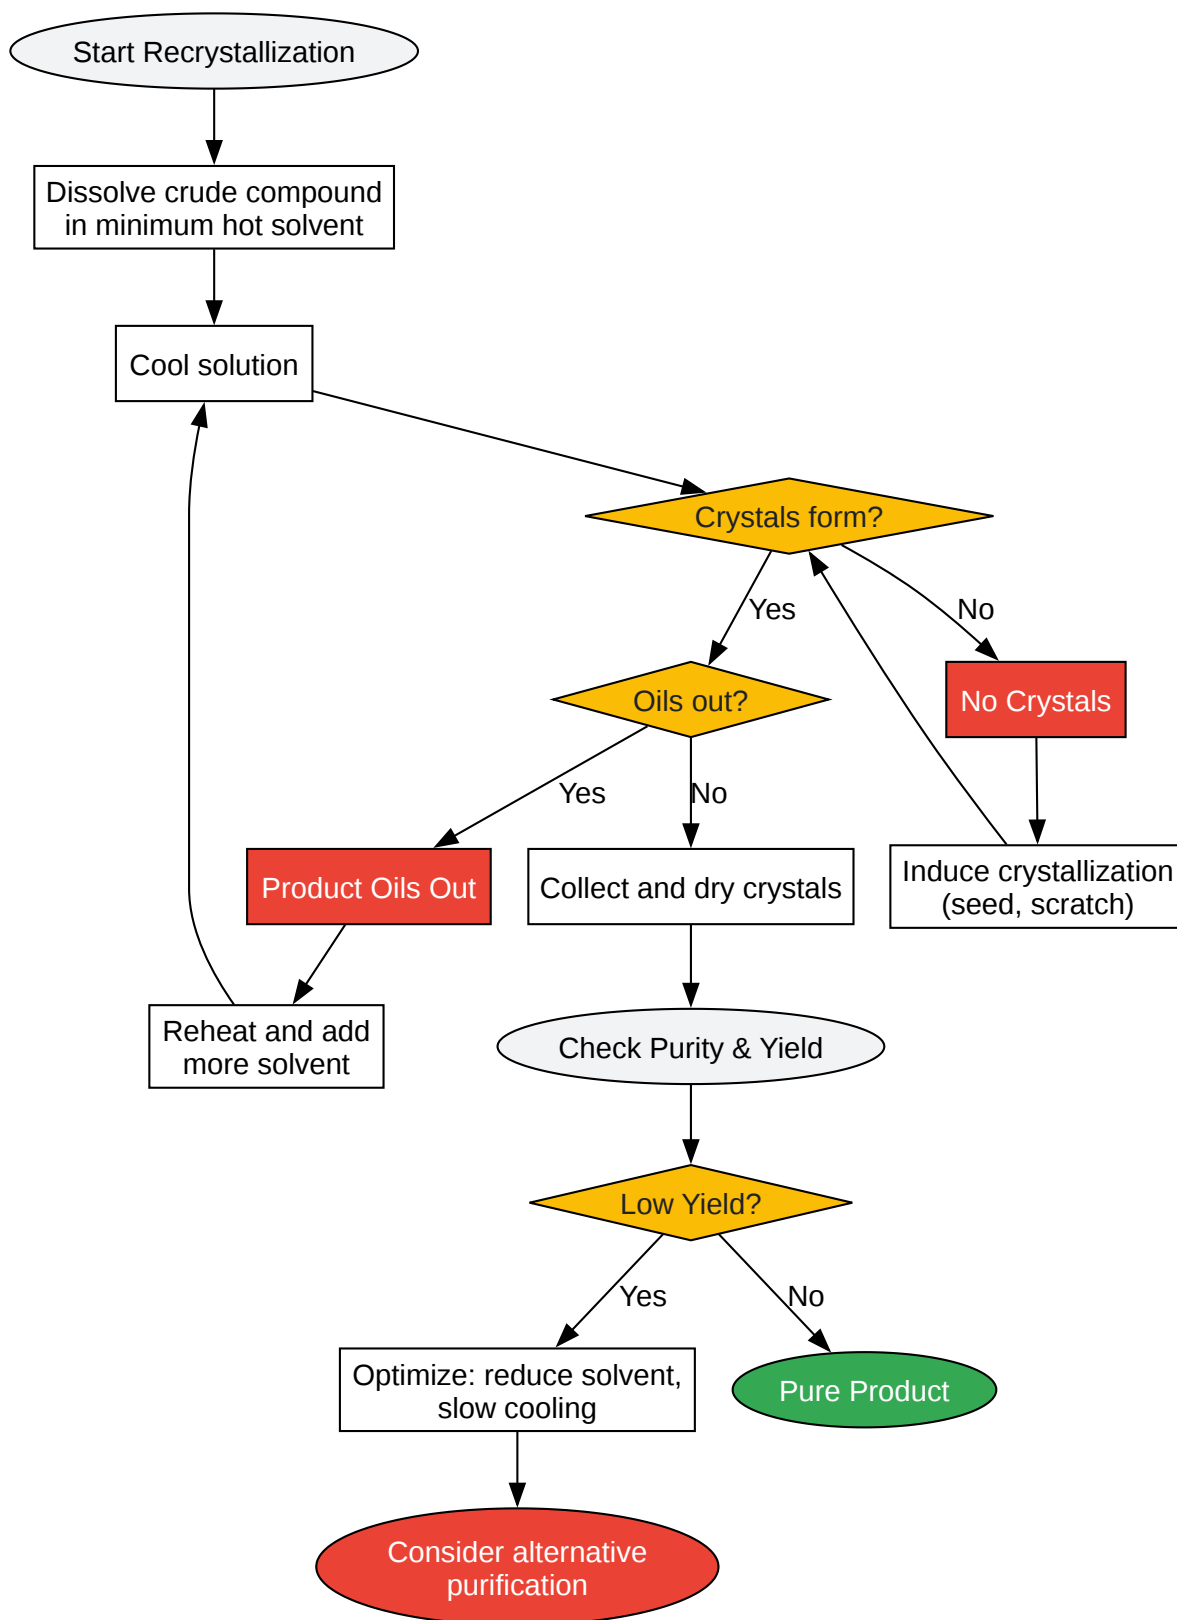 Start Recrystallization
Dissolve crude compound
in minimum hot solvent
Cool solution
Crystals form?
Yes
No
Oils out?
No Crystals
Yes
No
Product Oils Out
Collect and dry crystals
Induce crystallization
(seed, scratch)
Reheat and add
more solvent
Check Purity & Yield
Low Yield?
Yes
No
Optimize: reduce solvent,
slow cooling
Pure Product
Consider alternative
purification